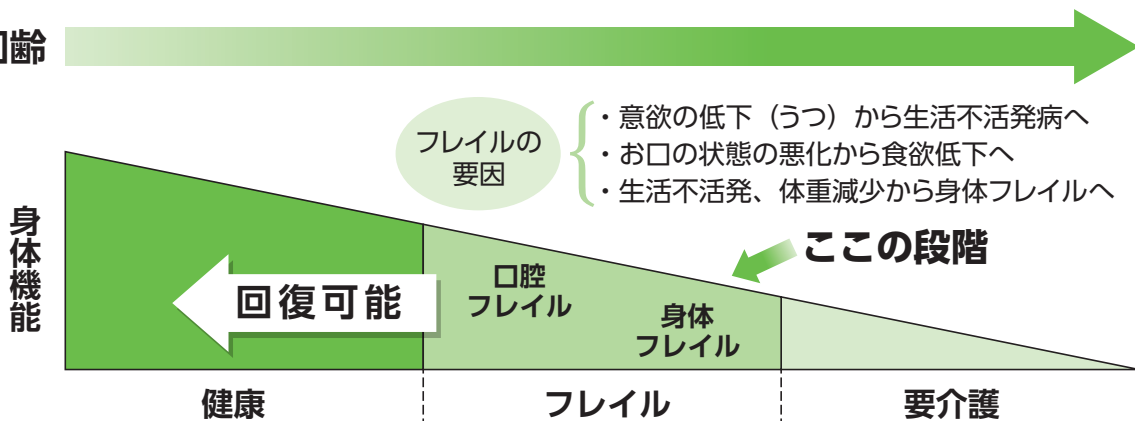 齢
フレイルの
要因
・意欲の低下（うつ）から生活不活発病へ
・お口の状態の悪化から食欲低下へ
・生活不活発、体重減少から身体フレイルへ
ここの段階
身体機能
回復可能
口腔
フレイル
身体
フレイル
健康
フレイル
要介護